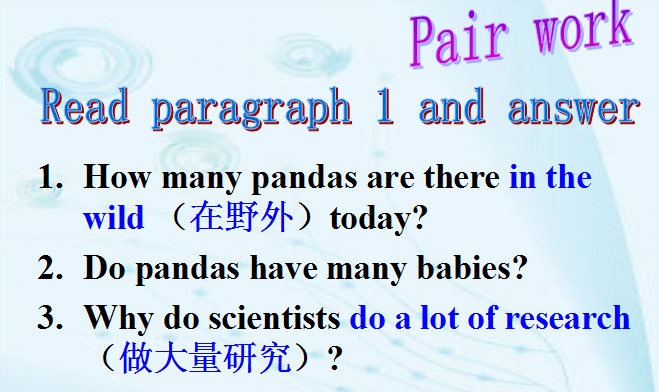 Pair work
Read paragraph 1 and answer
1. How many pandas are there in the
wild （在野外）today?
2. Do pandas have many babies?
3. Why do scientists do a lot of research
（做大量研究）?